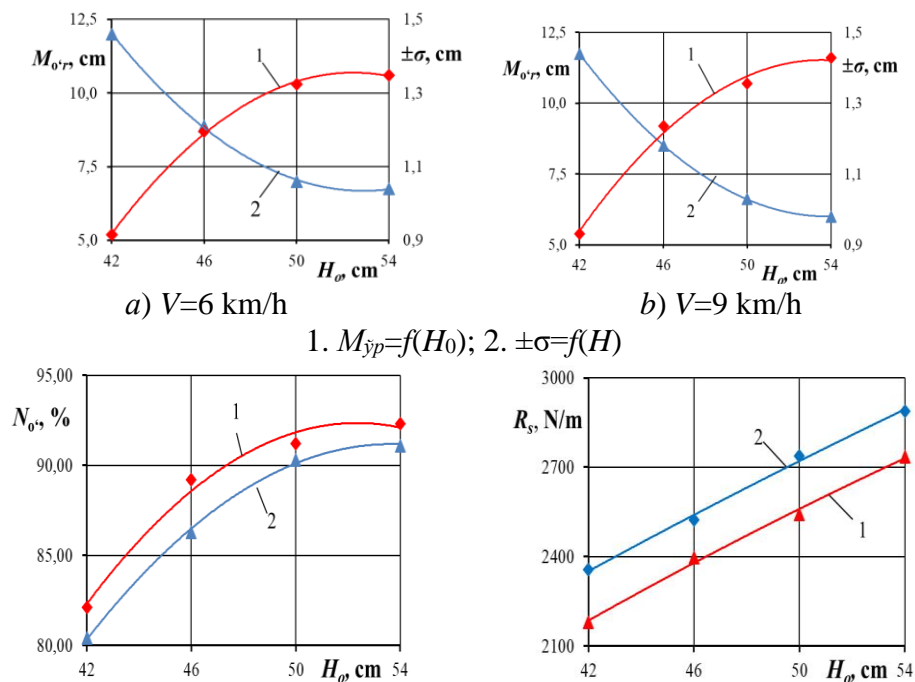 12,5 1,5
M₀ʻᵣ, cm ±σ, cm
1
10,0 1,3
7,5 1,1
2
5,0 0,9
42 46 50 54
Hₒ, cm
a) V=6 km/h
12,5 1,5
M₀ʻᵣ, cm ±σ, cm
1
10,0 1,3
7,5 1,1
2
5,0 0,9
42 46 50 54
Hₒ, cm
b) V=9 km/h
1. Mўр=f(H0); 2. ±σ=f(H)
95,00
N₀ʻ, %
1
90,00
2
85,00
80,00
42 46 50 54
Hₒ, cm
3000
Rₛ, N/m
2
2700
1
2400
2100
42 46 50 54
Hₒ, cm